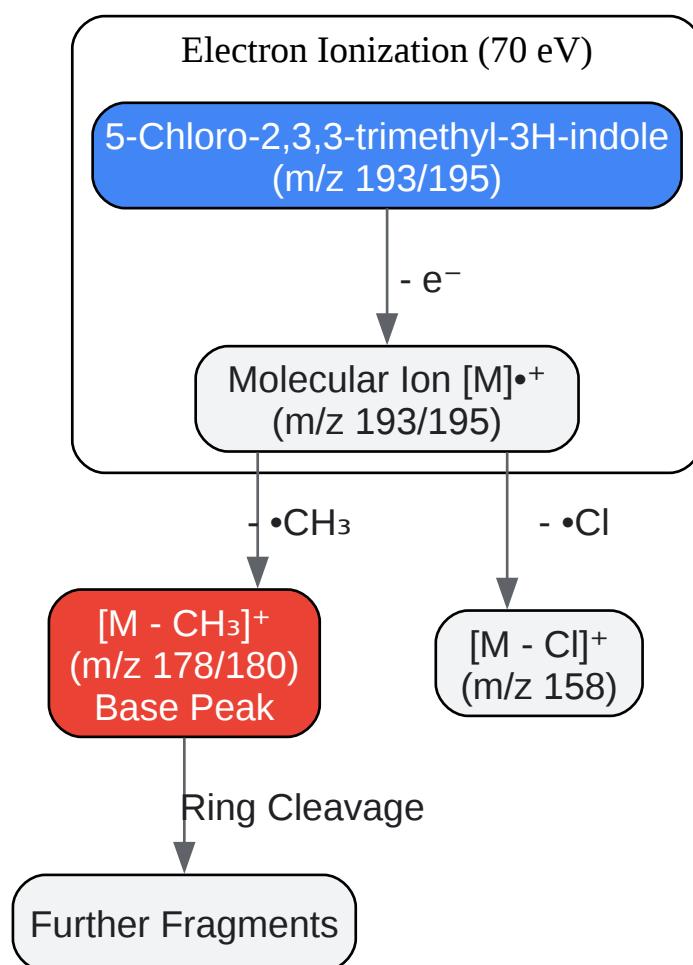 Electron Ionization (70 eV)
5-Chloro-2,3,3-trimethyl-3H-indole
(m/z 193/195)
- e⁻
Molecular Ion [M]•⁺
(m/z 193/195)
- •CH₃
- •Cl
[M - CH₃]⁺
(m/z 178/180)
Base Peak
[M - Cl]⁺
(m/z 158)
Ring Cleavage
Further Fragments